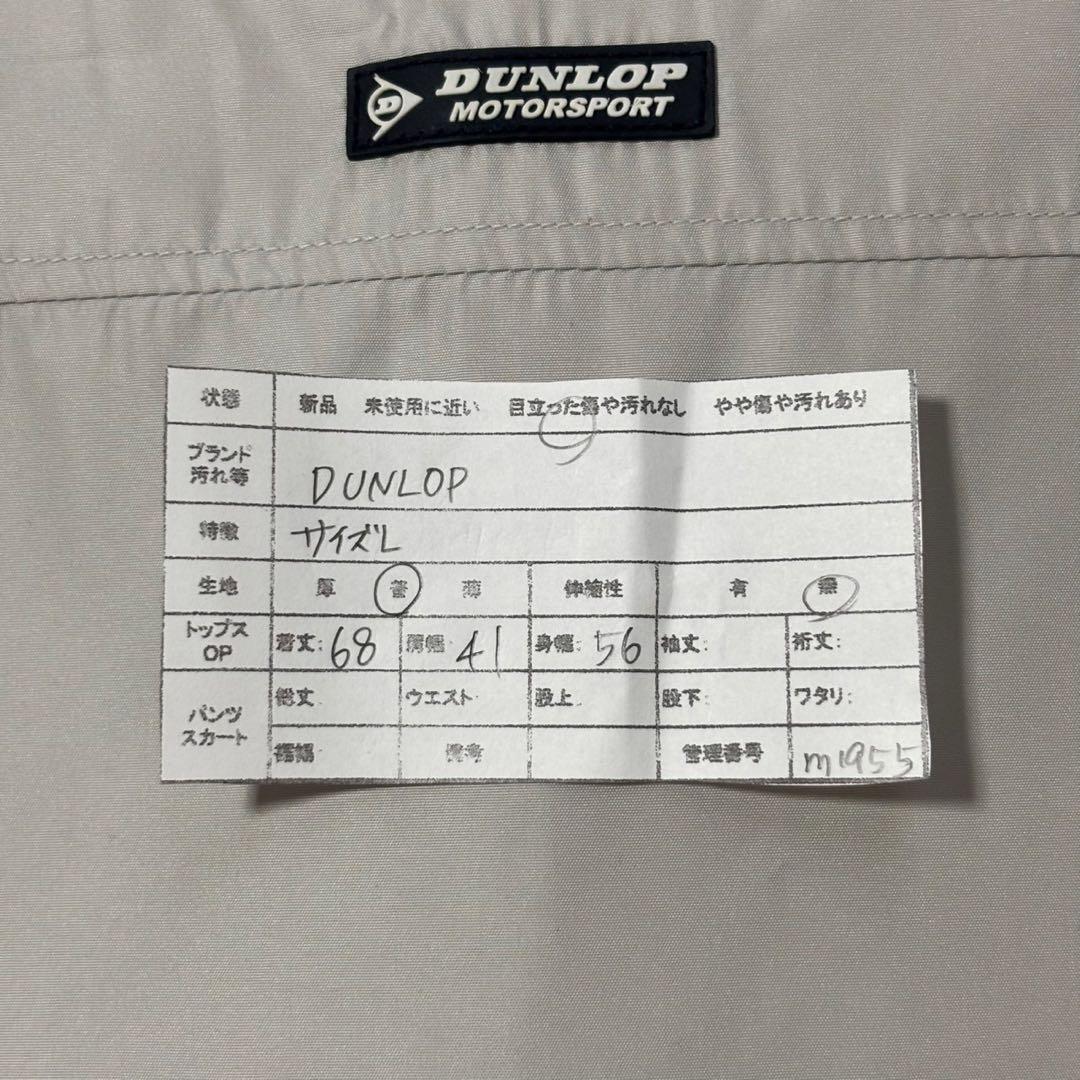 DUNLOP
MOTORSPORT
状態 新品 未使用に近い 目立った傷や汚れなし やや傷や汚れあり
ブランド
汚れ等
DUNLOP
特徴 サイズL
生地 厚 普 薄 伸縮性 有 無
トップス
OP
着丈: 68 肩幅: 41 身幅: 56 袖丈: 裄丈:
パンツ
スカート
総丈 ウエスト 股上 股下: ワタリ:
裾幅 備考 管理番号 m1955